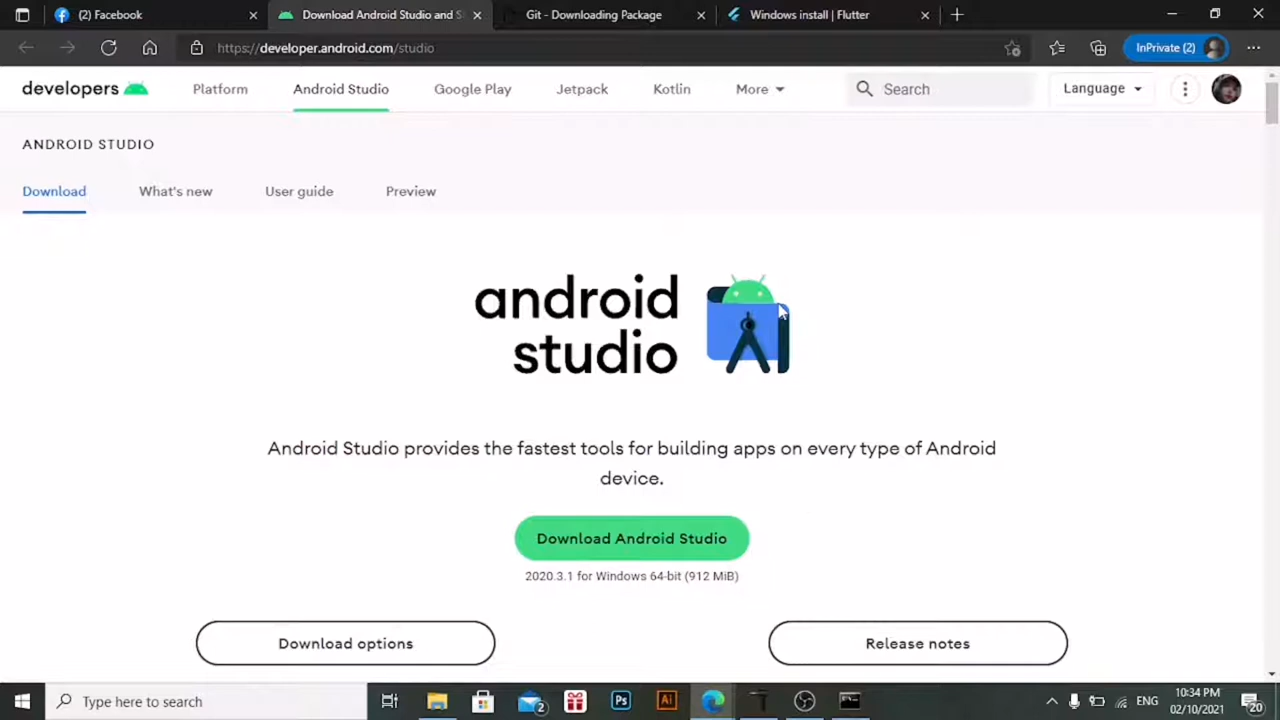 (2) Facebook
Download Android Studio and S
Git - Downloading Package
Windows install | Flutter
https://developer.android.com/studio
InPrivate (2)
developers
Platform
Android Studio
Google Play
Jetpack
Kotlin
More
Search
Language
ANDROID STUDIO
Download
What's new
User guide
Preview
android
studio
Android Studio provides the fastest tools for building apps on every type of Android
device.
Download Android Studio
2020.3.1 for Windows 64-bit (912 MiB)
Download options
Release notes
Type here to search
2
Ps
Ai
ENG
10:34 PM
02/10/2021
20